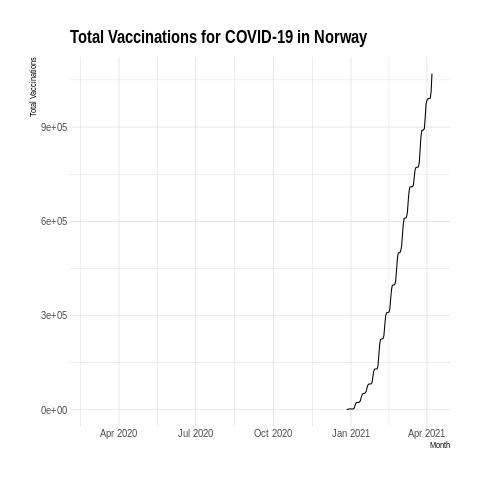 Total Vaccinations for COVID-19 in Norway
Total Vaccinations
9e+05
6e+05
3e+05
0e+00
Apr 2020 Jul 2020 Oct 2020 Jan 2021 Apr 2021
Month